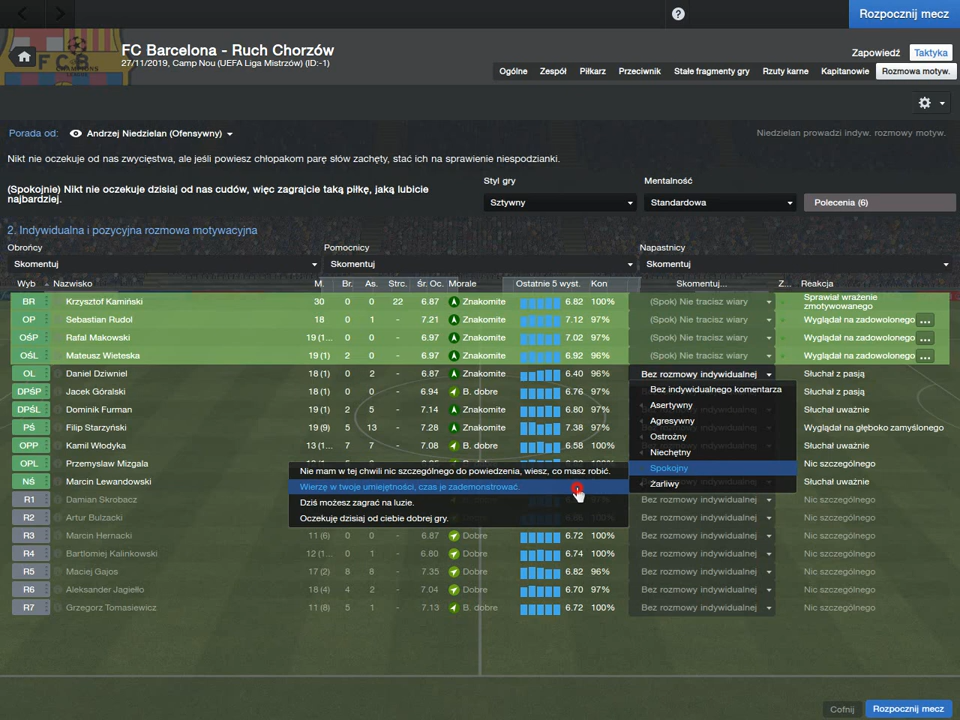 Rozpocznij mecz
FC Barcelona - Ruch Chorzów
27/11/2019, Camp Nou (UEFA Liga Mistrzów) (ID:-1)
Zapowiedź Taktyka
Ogólne Zespół Piłkarz Przeciwnik Stałe fragmenty gry Rzuty karne Kapitanowie Rozmowa motyw.
Porada od: Andrzej Niedzielan (Ofensywny)
Niedzielan prowadzi indyw. rozmowy motyw.
Nikt nie oczekuje od nas zwycięstwa, ale jeśli powiesz chłopakom parę słów zachęty, stać ich na sprawienie niespodzianki.
(Spokojnie) Nikt nie oczekuje dzisiaj od nas cudów, więc zagrajcie taką piłkę, jaką lubicie
najbardziej.
Styl gry Mentalność
Sztywny Standardowa Polecenia (6)
2. Indywidualna i pozycyjna rozmowa motywacyjna
Obrońcy Pomocnicy Napastnicy
Skomentuj Skomentuj Skomentuj
Wyb Nazwisko M. Br. As. Strc. Śr. Oc. Morale Ostatnie 5 wyst. Kon Skomentuj... Z... Reakcja
BR Krzysztof Kamiński 30 0 0 22 6.87 Znakomite 6.82 100% (Spok) Nie tracisz wiary Sprawiał wrażenie zmotywowanego
OP Sebastian Rudol 18 0 1 - 7.21 Znakomite 7.12 97% (Spok) Nie tracisz wiary Wyglądał na zadowolonego ...
OŚP Rafał Makowski 19 (1... 0 0 - 6.97 Znakomite 7.02 97% (Spok) Nie tracisz wiary Wyglądał na zadowolonego ...
OŚL Mateusz Wieteska 19 (1) 2 0 - 6.97 Znakomite 6.92 96% (Spok) Nie tracisz wiary Wyglądał na zadowolonego ...
OL Daniel Dziwniel 18 (1) 0 2 - 6.87 Znakomite 6.40 96% Bez rozmowy indywidualnej Słuchał z pasją
DPŚP Jacek Góralski 18 (1) 0 0 - 6.94 B. dobre 6.76 97% Słuchał z pasją
Bez indywidualnego komentarza
DPŚL Dominik Furman 19 (1) 2 5 - 7.14 Znakomite 6.80 97% Słuchał uważnie
Asertywny
PŚ Filip Starzyński 19 (9) 5 13 - 7.28 Znakomite 7.38 97% Wyglądał na głęboko zamyślonego
Agresywny
OPP Kamil Włodyka 13 (1... 7 7 - 7.08 B. dobre 6.58 100% Słuchał uważnie
Ostrożny
Niechętny
OPL Przemysław Mizgala Nic szczególnego
Spokojny
Nie mam w tej chwili nic szczególnego do powiedzenia, wiesz, co masz robić.
NŚ Marcin Lewandowski Słuchał uważnie
Żarliwy
Wierzę w twoje umiejętności, czas je zademonstrować.
R1 Damian Skrobacz Nic szczególnego
Dziś możesz zagrać na luzie.
R2 Artur Bulzacki Bez rozmowy indywidualnej Nic szczególnego
Oczekuję dzisiaj od ciebie dobrej gry.
R3 Marcin Hernacki 11 (6) 0 0 - 6.87 Dobre 6.72 100% Bez rozmowy indywidualnej Nic szczególnego
R4 Bartłomiej Kalinkowski 12 (1... 0 1 - 6.80 Dobre 6.74 100% Bez rozmowy indywidualnej Nic szczególnego
R5 Maciej Gajos 17 (2) 8 8 - 7.35 Dobre 6.82 96% Bez rozmowy indywidualnej Nic szczególnego
R6 Aleksander Jagiełło 18 (4) 2 2 - 7.04 Dobre 6.70 97% Bez rozmowy indywidualnej Nic szczególnego
R7 Grzegorz Tomasiewicz 11 (8) 5 1 - 7.13 B. dobre 6.72 100% Bez rozmowy indywidualnej Nic szczególnego
Cofnij Rozpocznij mecz